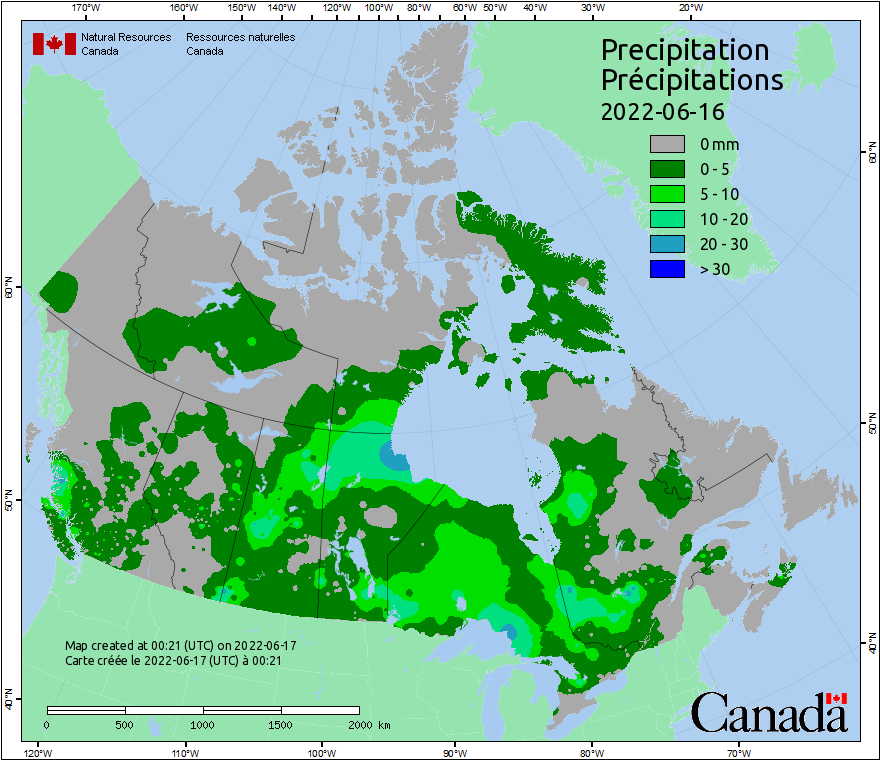 170°W 160°W 150°W 140°W 130°W 120°W 110°W 100°W 90°W 80°W 60°W 50°W 40°W 30°W 20°W
Natural Resources Canada
Ressources naturelles Canada
Precipitation
Précipitations
2022-06-16
0 mm
0 - 5
5 - 10
10 - 20
20 - 30
> 30
60°N
50°N
40°N
60°N
50°N
40°N
Map created at 00:21 (UTC) on 2022-06-17
Carte créée le 2022-06-17 (UTC) à 00:21
0 500 1000 1500 2000 km
Canada
120°W 110°W 100°W 90°W 80°W 70°W